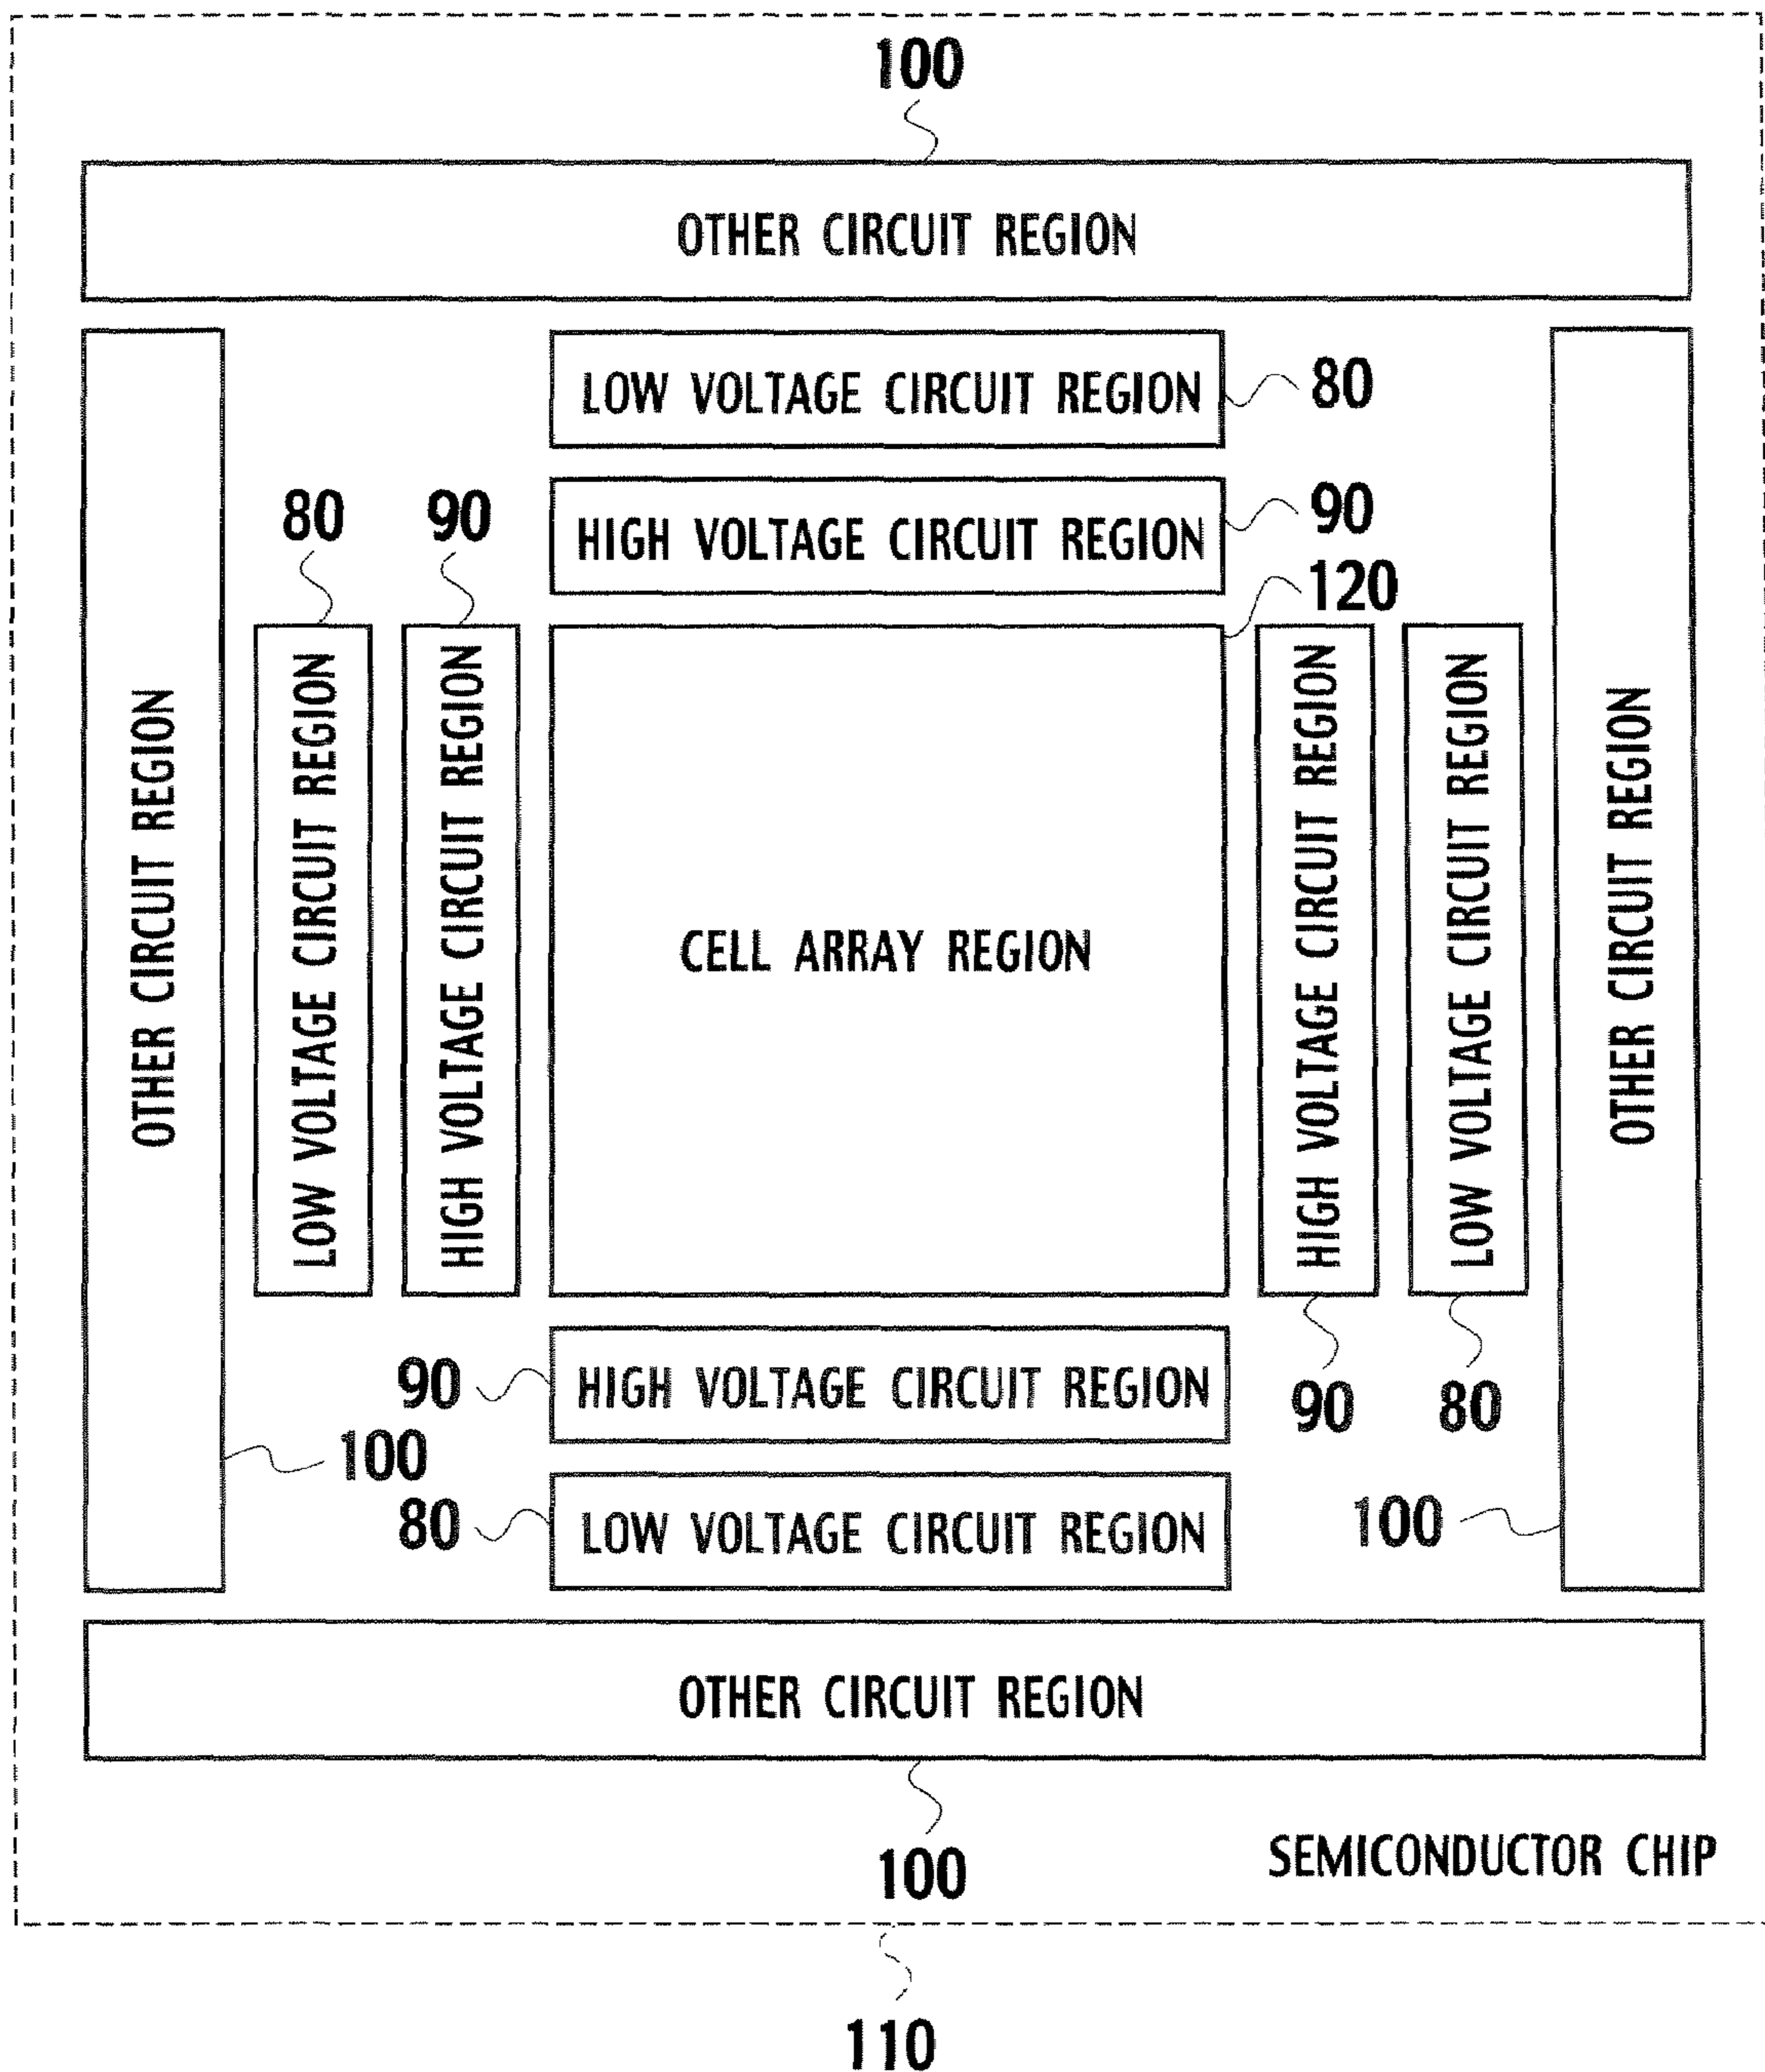 100
OTHER CIRCUIT REGION
LOW VOLTAGE CIRCUIT REGION
80
80
90
HIGH VOLTAGE CIRCUIT REGION
90
120
OTHER CIRCUIT REGION
LOW VOLTAGE CIRCUIT REGION
HIGH VOLTAGE CIRCUIT REGION
CELL ARRAY REGION
HIGH VOLTAGE CIRCUIT REGION
LOW VOLTAGE CIRCUIT REGION
OTHER CIRCUIT REGION
90
HIGH VOLTAGE CIRCUIT REGION
90
80
100
80
LOW VOLTAGE CIRCUIT REGION
100
OTHER CIRCUIT REGION
100
SEMICONDUCTOR CHIP
110